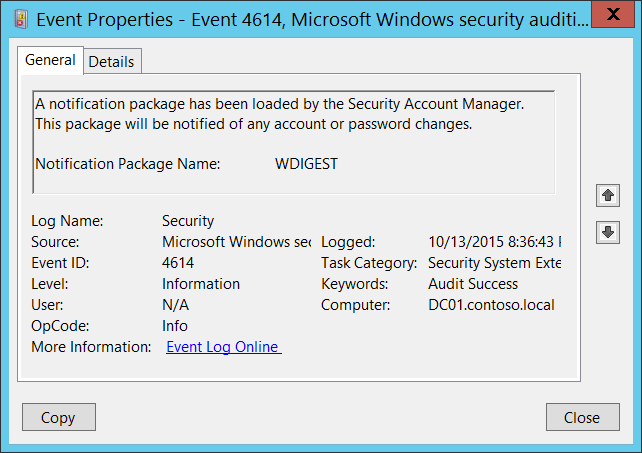 Event Properties - Event 4614, Microsoft Windows security auditi...
X
General
Details
A notification package has been loaded by the Security Account Manager.
This package will be notified of any account or password changes.
Notification Package Name: WDIGEST
Log Name: Security
Source: Microsoft Windows sec Logged: 10/13/2015 8:36:43
Event ID: 4614 Task Category: Security System Exte
Level: Information Keywords: Audit Success
User: N/A Computer: DC01.contoso.local
OpCode: Info
More Information: Event Log Online
Copy
Close